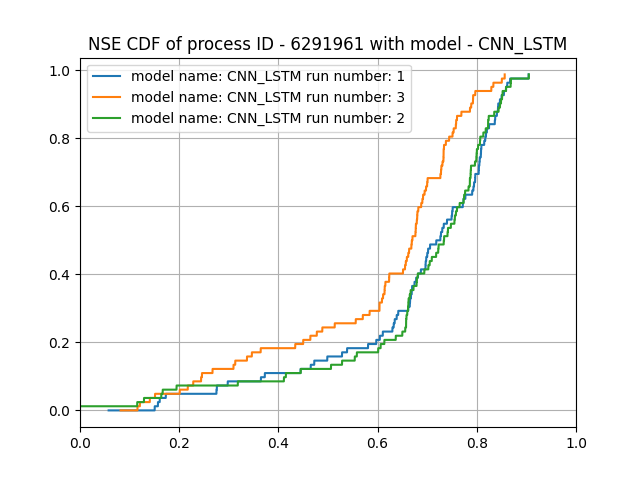 NSE CDF of process ID - 6291961 with model - CNN_LSTM
model name: CNN_LSTM run number: 1
model name: CNN_LSTM run number: 3
model name: CNN_LSTM run number: 2
1.0
0.8
0.6
0.4
0.2
0.0
0.0 0.2 0.4 0.6 0.8 1.0